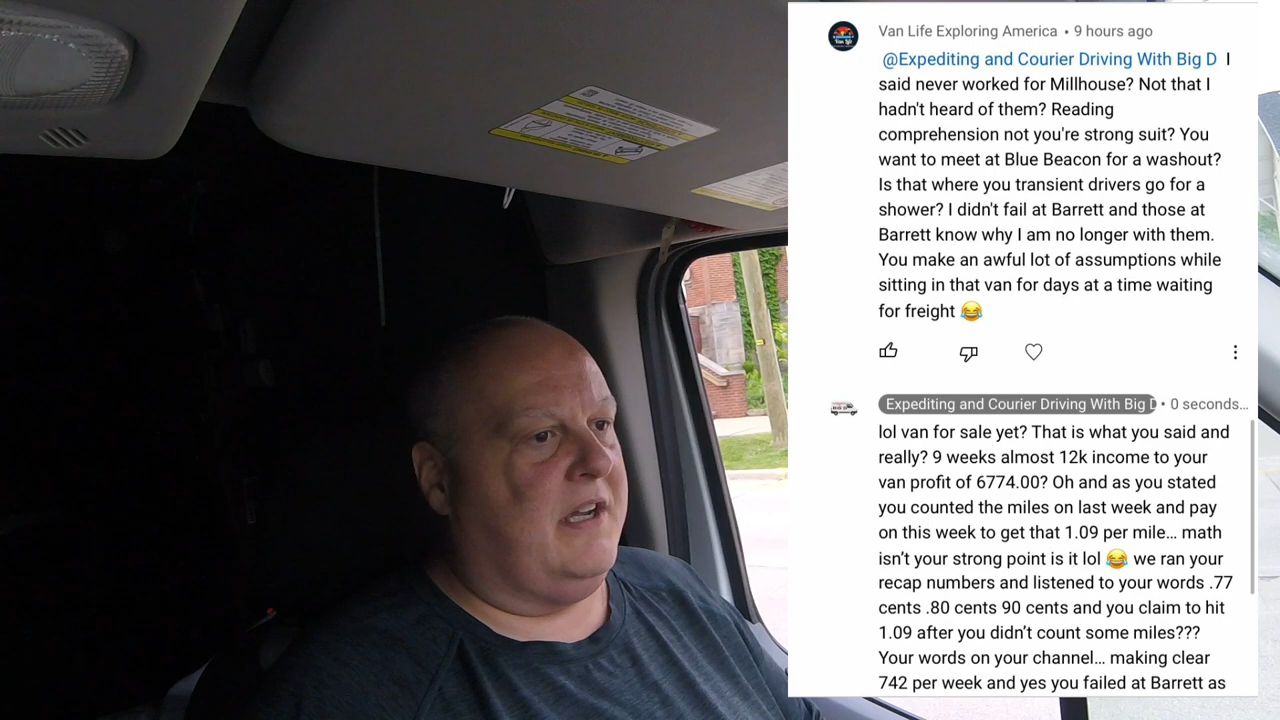 Van Life Exploring America • 9 hours ago
@Expediting and Courier Driving With Big D I
said never worked for Millhouse? Not that I
hadn't heard of them? Reading
comprehension not you're strong suit? You
want to meet at Blue Beacon for a washout?
Is that where you transient drivers go for a
shower? I didn't fail at Barrett and those at
Barrett know why I am no longer with them.
You make an awful lot of assumptions while
sitting in that van for days at a time waiting
for freight 😂
Expediting and Courier Driving With Big D • 0 seconds...
lol van for sale yet? That is what you said and
really? 9 weeks almost 12k income to your
van profit of 6774.00? Oh and as you stated
you counted the miles on last week and pay
on this week to get that 1.09 per mile... math
isn't your strong point is it lol 😂 we ran your
recap numbers and listened to your words .77
cents .80 cents 90 cents and you claim to hit
1.09 after you didn't count some miles???
Your words on your channel... making clear
742 per week and yes you failed at Barrett as